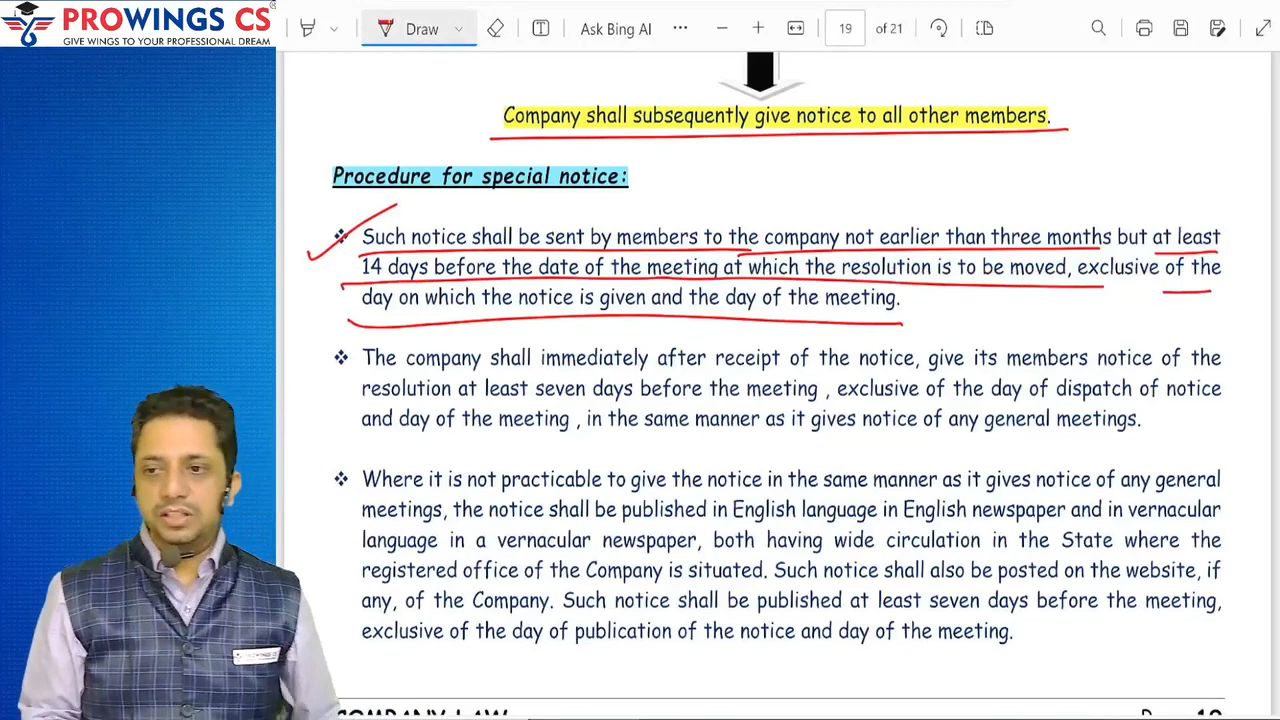 PROWINGS CS
GIVE WINGS TO YOUR PROFESSIONAL DREAM
Draw
Ask Bing AI
19
of 21
Company shall subsequently give notice to all other members.
Procedure for special notice:
❖ Such notice shall be sent by members to the company not earlier than three months but at least
14 days before the date of the meeting at which the resolution is to be moved, exclusive of the
day on which the notice is given and the day of the meeting.
❖ The company shall immediately after receipt of the notice, give its members notice of the
resolution at least seven days before the meeting , exclusive of the day of dispatch of notice
and day of the meeting , in the same manner as it gives notice of any general meetings.
❖ Where it is not practicable to give the notice in the same manner as it gives notice of any general
meetings, the notice shall be published in English language in English newspaper and in vernacular
language in a vernacular newspaper, both having wide circulation in the State where the
registered office of the Company is situated. Such notice shall also be posted on the website, if
any, of the Company. Such notice shall be published at least seven days before the meeting,
exclusive of the day of publication of the notice and day of the meeting.